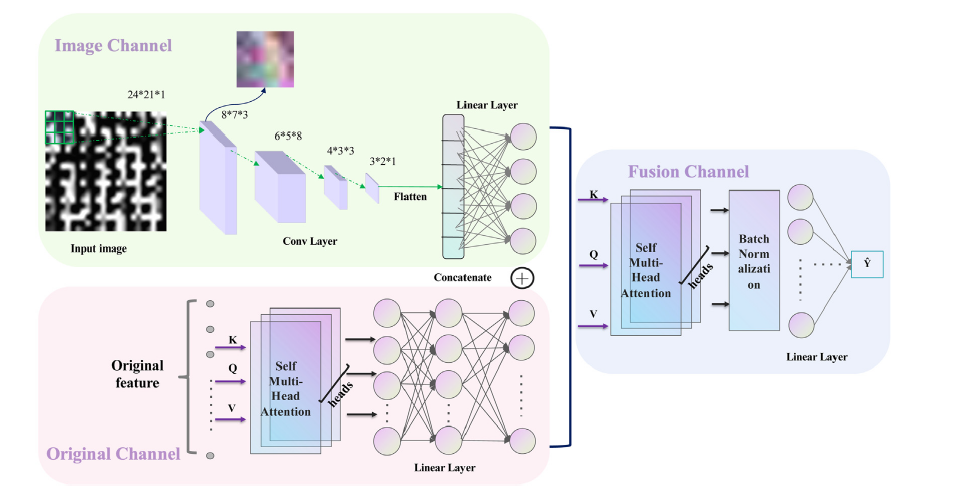 Image Channel
24*21*1
8*7*3
6*5*8
4*3*3
3*2*1
Linear Layer
Flatten
Input image
Conv Layer
Concatenate
Original
feature
K
Q
V
Self
Multi-
Head
Attention
heads
Linear Layer
Original Channel
Fusion Channel
K
Q
V
Self
Multi-
Head
Attention
heads
Batch
Norm
alizati
on
Ŷ
Linear Layer